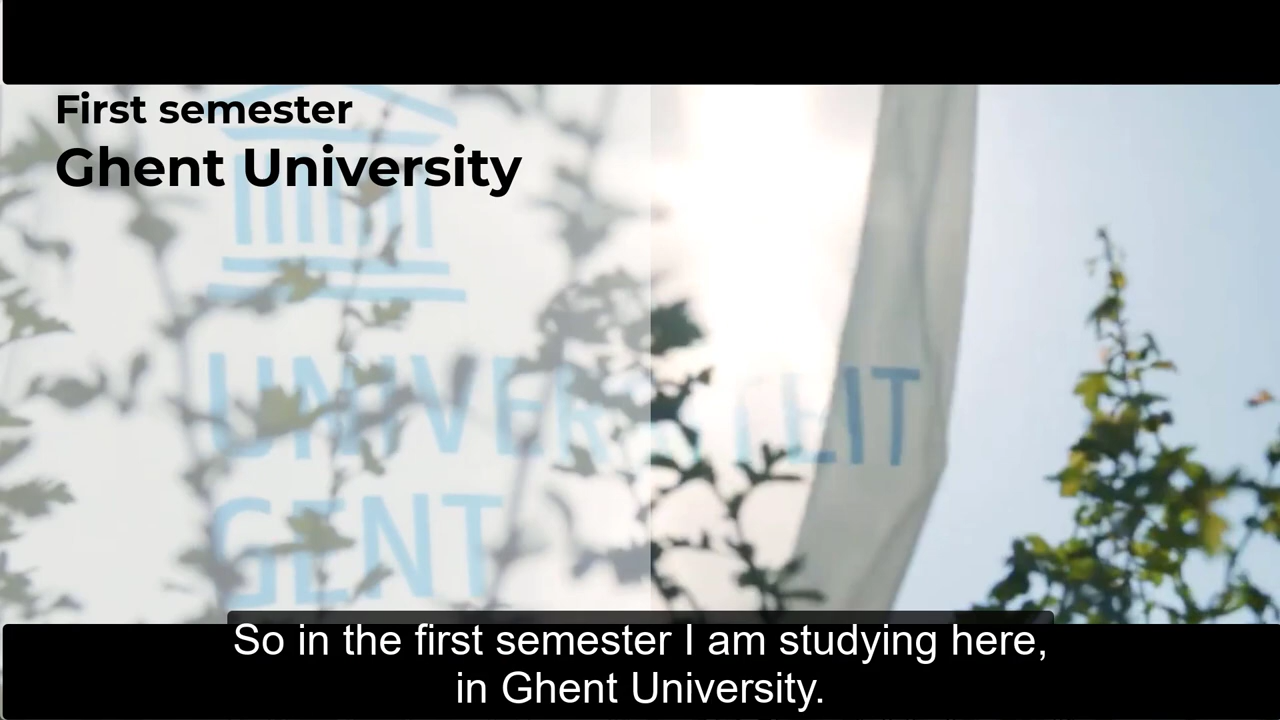 First semester
Ghent University
UNIVERSITEIT
GENT
So in the first semester I am studying here,
in Ghent University.